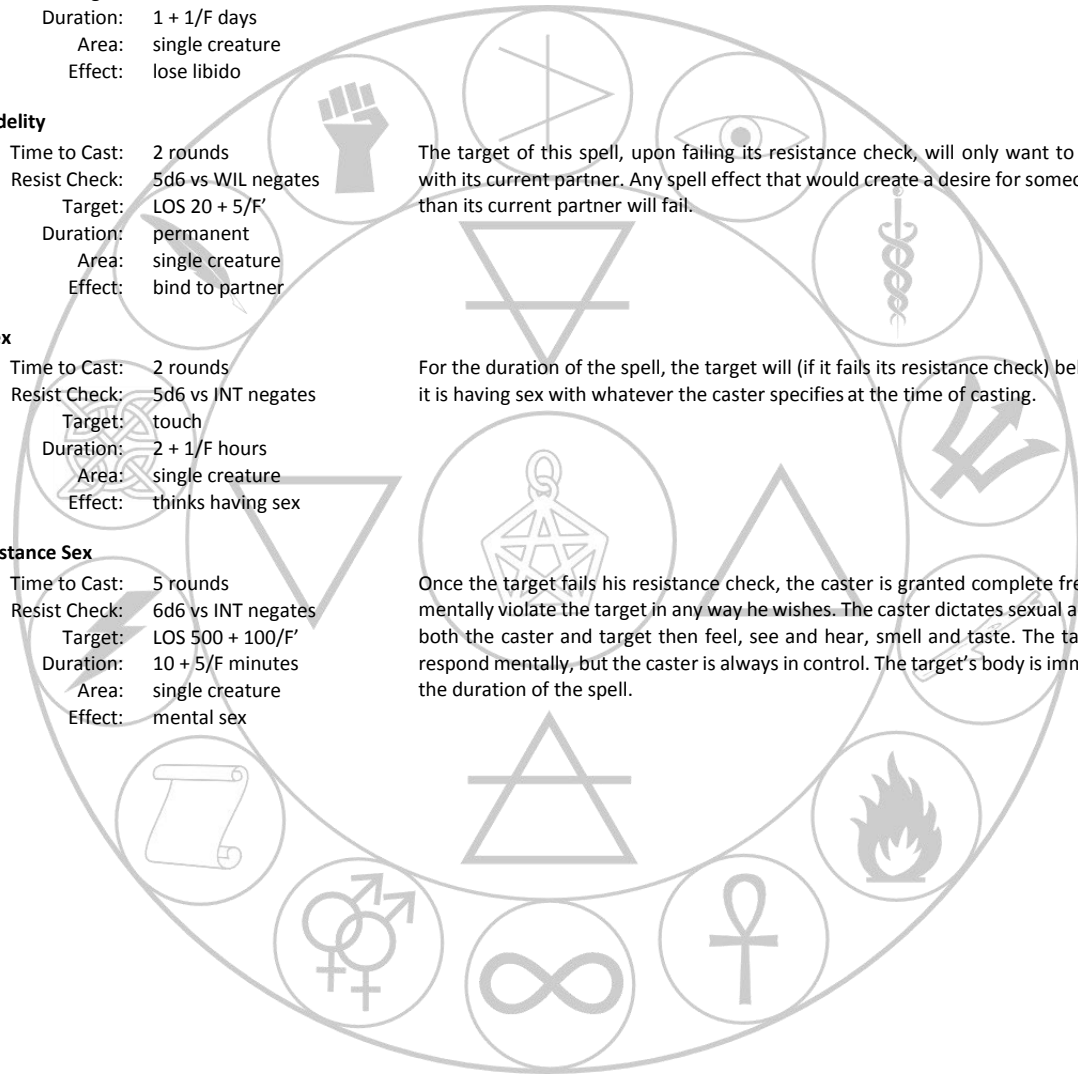 Duration: 1 + 1/F days
Area: single creature
Effect: lose libido
delity
Time to Cast: 2 rounds
Resist Check: 5d6 vs WIL negates
Target: LOS 20 + 5/F’
Duration: permanent
Area: single creature
Effect: bind to partner
The target of this spell, upon failing its resistance check, will only want to
with its current partner. Any spell effect that would create a desire for someo
than its current partner will fail.
ex
Time to Cast: 2 rounds
Resist Check: 5d6 vs INT negates
Target: touch
Duration: 2 + 1/F hours
Area: single creature
Effect: thinks having sex
For the duration of the spell, the target will (if it fails its resistance check) bel
it is having sex with whatever the caster specifies at the time of casting.
stance Sex
Time to Cast: 5 rounds
Resist Check: 6d6 vs INT negates
Target: LOS 500 + 100/F’
Duration: 10 + 5/F minutes
Area: single creature
Effect: mental sex
Once the target fails his resistance check, the caster is granted complete fre
mentally violate the target in any way he wishes. The caster dictates sexual a
both the caster and target then feel, see and hear, smell and taste. The ta
respond mentally, but the caster is always in control. The target’s body is imm
the duration of the spell.